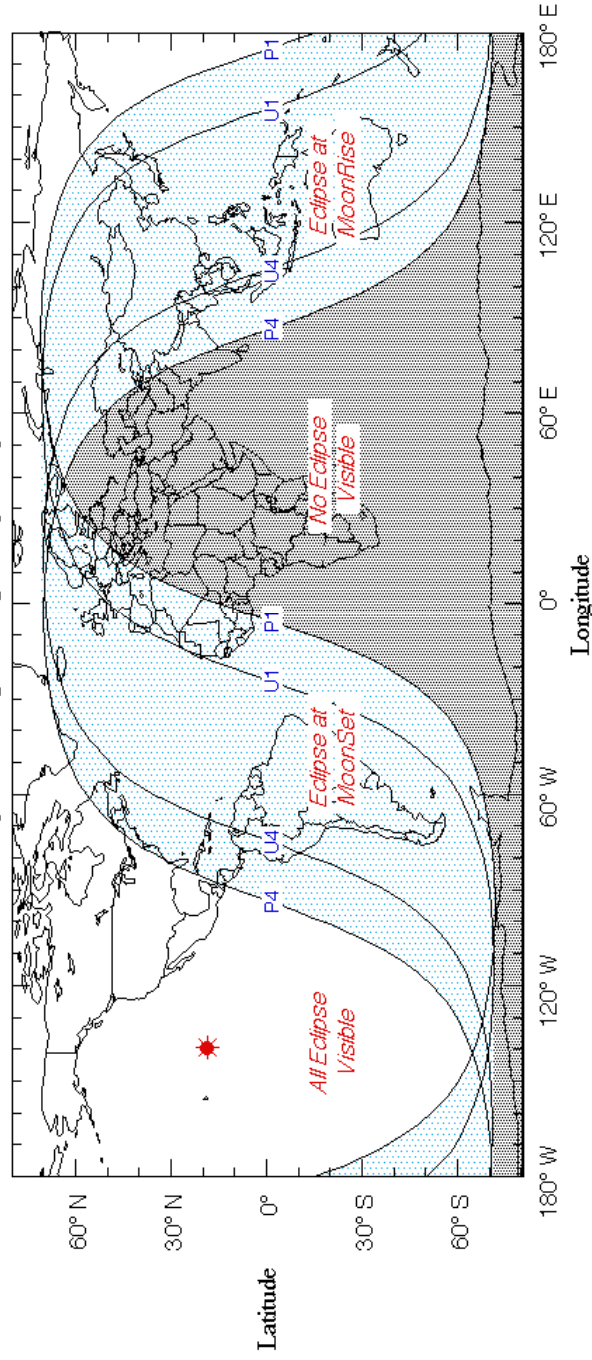 Latitude
60° N
30° N
0°
30° S
60° S
All Eclipse
Visible
P4
U4
Eclipse at
MoonSet
U1
P1
No Eclipse
Visible
P4
U4
Eclipse at
MoonRise
U1
P1
180° W
120° W
60° W
0°
60° E
120° E
180° E
Longitude